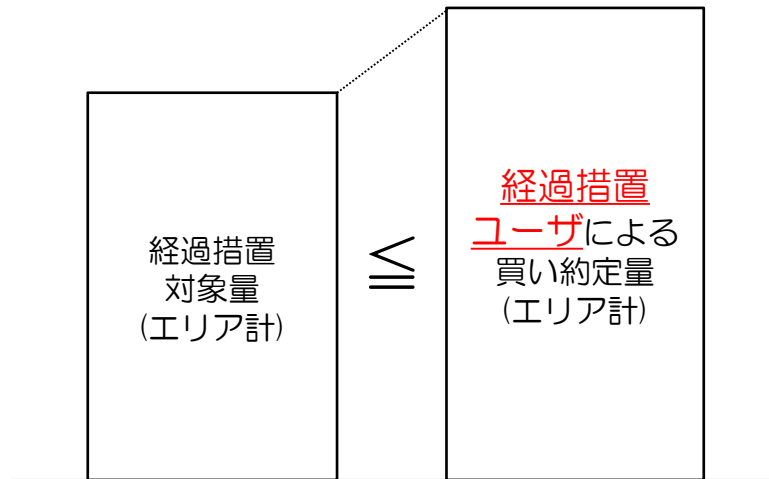 経過措置
対象量
(エリア計)
≦
経過措置
ユーザによる
買い約定量
(エリア計)